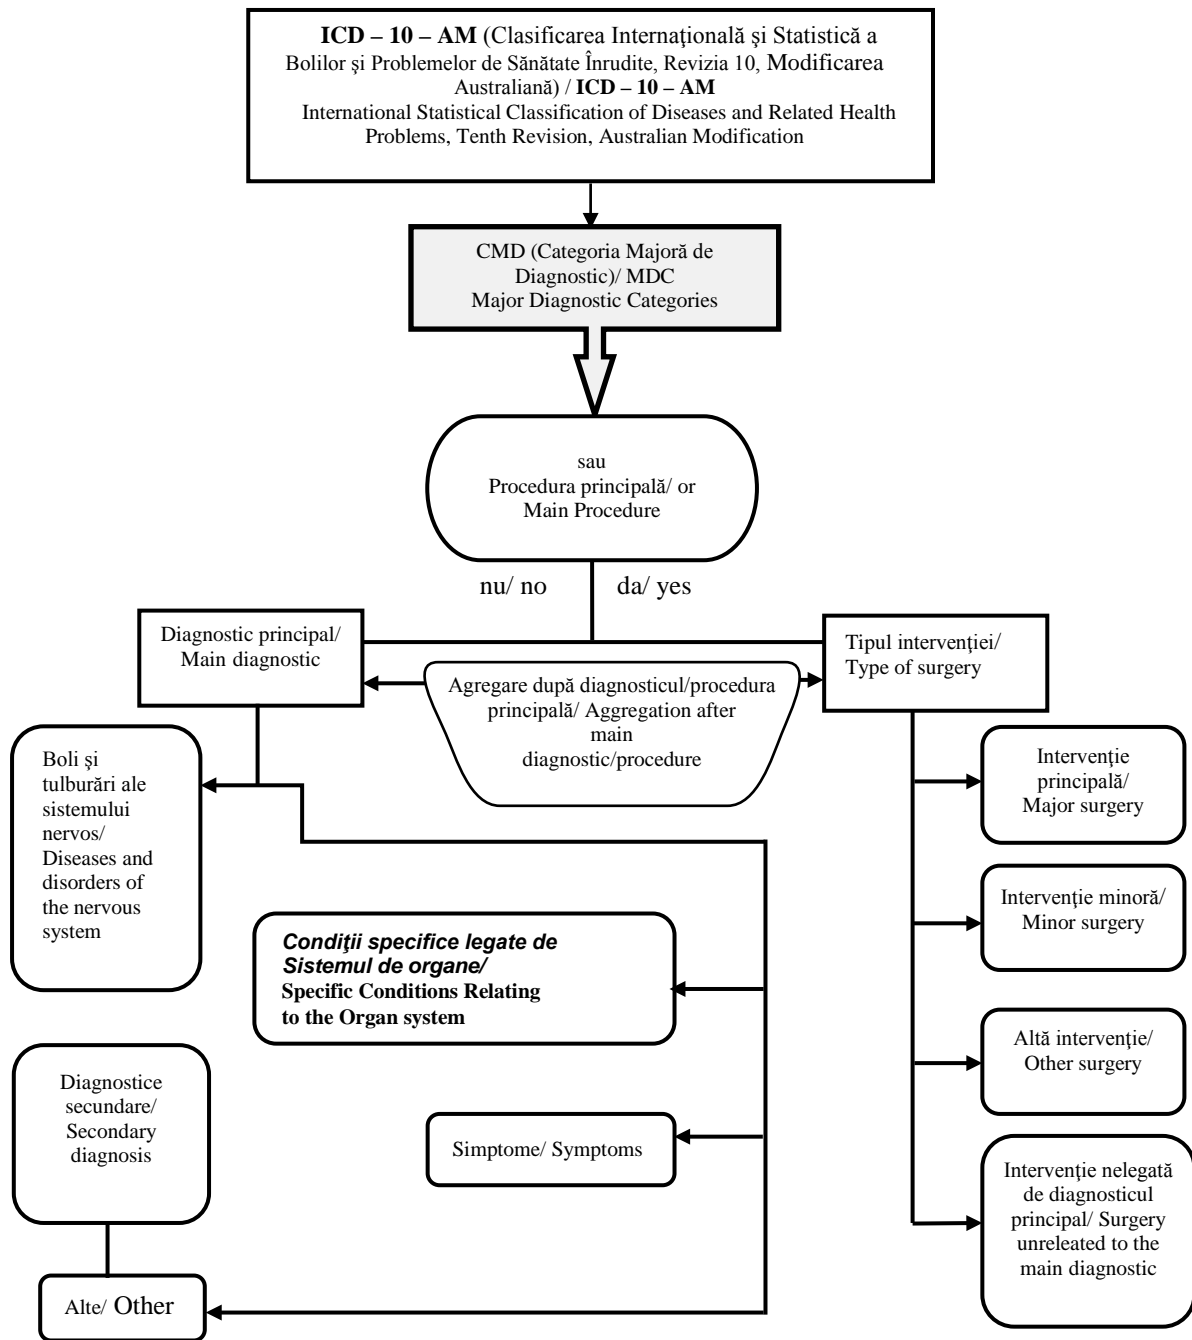 ICD – 10 – AM (Clasificarea Internaţională şi Statistică a
Bolilor şi Problemelor de Sănătate Înrudite, Revizia 10, Modificarea
Australiană) / ICD – 10 – AM
International Statistical Classification of Diseases and Related Health
Problems, Tenth Revision, Australian Modification
CMD (Categoria Majoră de
Diagnostic)/ MDC
Major Diagnostic Categories
sau
Procedura principală/ or
Main Procedure
nu/ no
da/ yes
Diagnostic principal/
Main diagnostic
Tipul intervenţiei/
Type of surgery
Agregare după diagnosticul/procedura
principală/ Aggregation after
main
diagnostic/procedure
Boli şi
tulburări ale
sistemului
nervos/
Diseases and
disorders of
the nervous
system
Intervenţie
principală/
Major surgery
Intervenţie minoră/
Minor surgery
Condiţii specifice legate de
Sistemul de organe/
Specific Conditions Relating
to the Organ system
Altă intervenţie/
Other surgery
Diagnostice
secundare/
Secondary
diagnosis
Simptome/ Symptoms
Intervenţie nelegată
de diagnosticul
principal/ Surgery
unreleated to the
main diagnostic
Alte/ Other